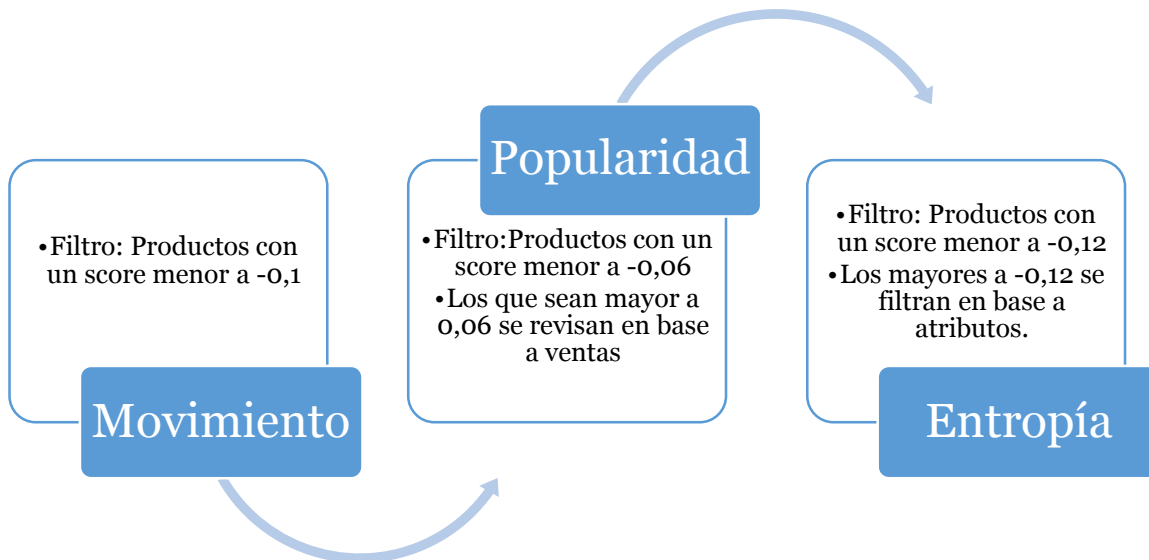 •Filtro: Productos con
un score menor a -0,1
Movimiento
Popularidad
•Filtro:Productos con un
score menor a -0,06
•Los que sean mayor a
0,06 se revisan en base
a ventas
•Filtro: Productos con
un score menor a -0,12
•Los mayores a -0,12 se
filtran en base a
atributos.
Entropía